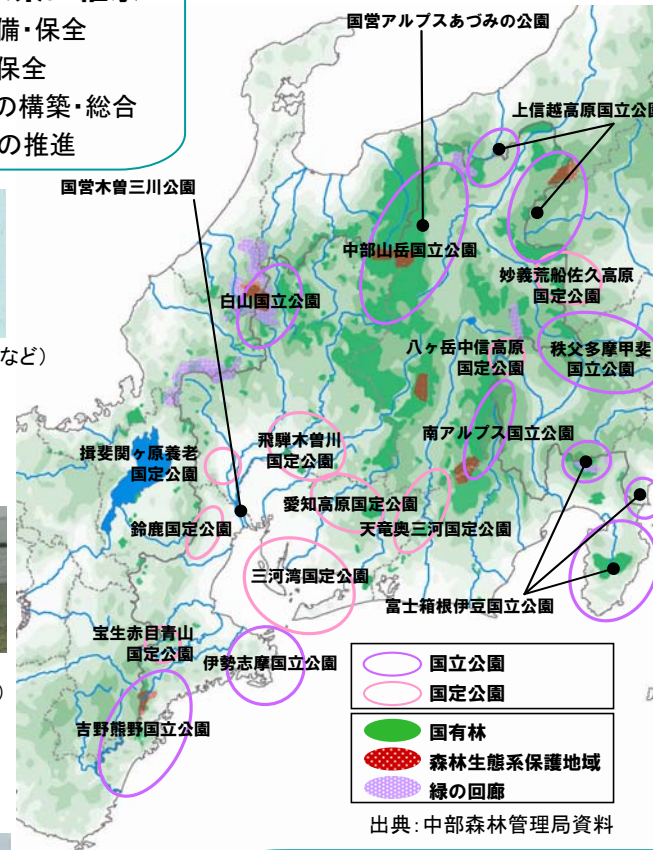 備・保全
保全
の構築・総合
の推進
など）
）
国営アルプスあづみの公園
上信越高原国立公園
国営木曽三川公園
中部山岳国立公園
妙義荒船佐久高原
国定公園
白山国立公園
八ヶ岳中信高原
国定公園
秩父多摩甲斐
国立公園
飛騨木曽川
国定公園
南アルプス国立公園
揖斐関ヶ原養老
国定公園
愛知高原国定公園
鈴鹿国定公園
天竜奥三河国定公園
三河湾国定公園
富士箱根伊豆国立公園
宝生赤目青山
国定公園
伊勢志摩国立公園
吉野熊野国立公園
国立公園
国定公園
国有林
森林生態系保護地域
緑の回廊
出典：中部森林管理局資料